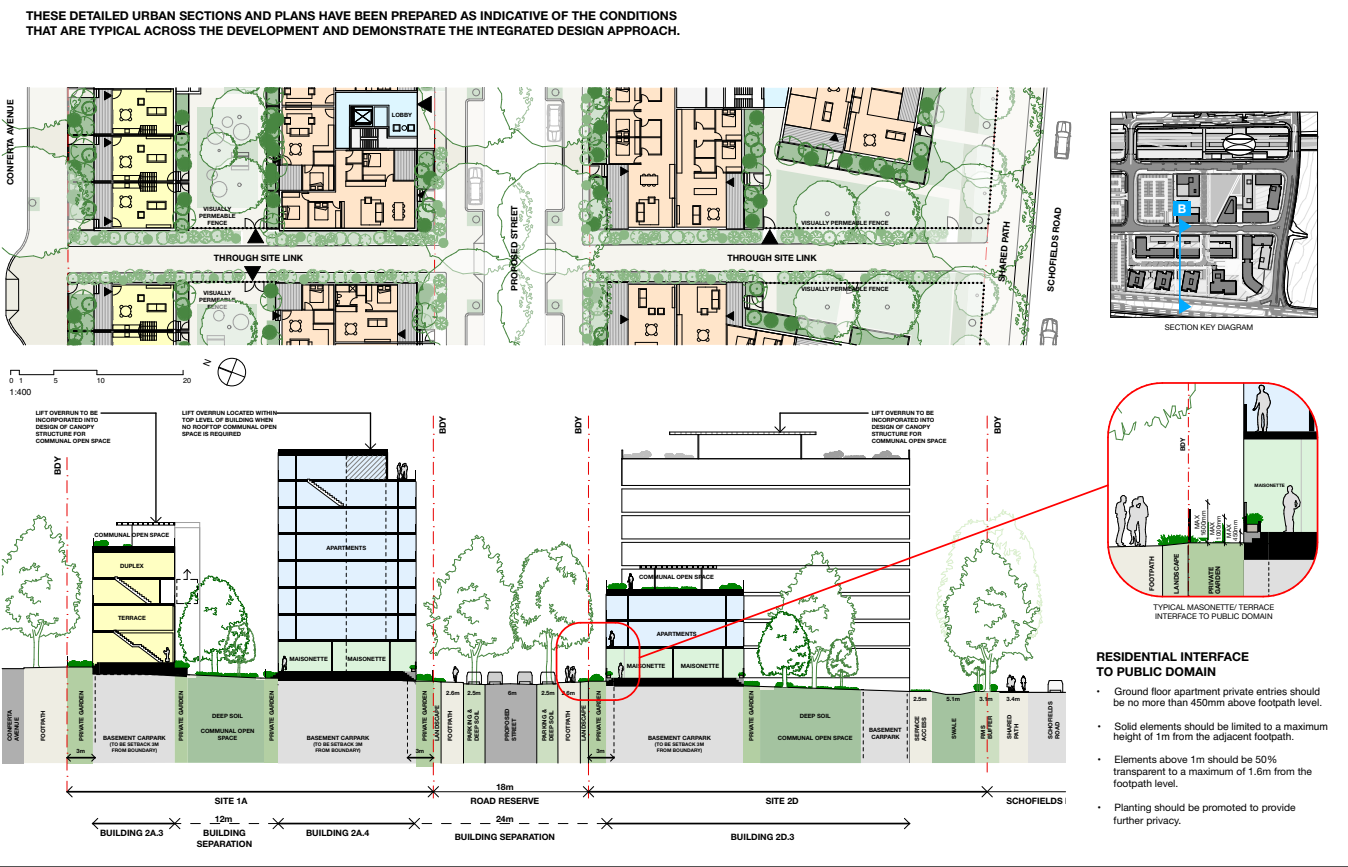 THESE DETAILED URBAN SECTIONS AND PLANS HAVE BEEN PREPARED AS INDICATIVE OF THE CONDITIONS
THAT ARE TYPICAL ACROSS THE DEVELOPMENT AND DEMONSTRATE THE INTEGRATED DESIGN APPROACH.
CONFERTA AVENUE
LOBBY
VISUALLY
PERMEABLE
FENCE
THROUGH SITE LINK
VISUALLY
PERMEABLE
FENCE
PROPOSED STREET
VISUALLY PERMEABLE FENCE
THROUGH SITE LINK
VISUALLY PERMEABLE FENCE
SHARED PATH
SCHOFIELDS ROAD
B
SECTION KEY DIAGRAM
0 1 5 10 20
1:400
N
LIFT OVERRUN TO BE
INCORPORATED INTO
DESIGN OF CANOPY
STRUCTURE FOR
COMMUNAL OPEN SPACE
LIFT OVERRUN LOCATED WITHIN
TOP LEVEL OF BUILDING WHEN
NO ROOFTOP COMMUNAL OPEN
SPACE IS REQUIRED
LIFT OVERRUN TO BE
INCORPORATED INTO
DESIGN OF CANOPY
STRUCTURE FOR
COMMUNAL OPEN SPACE
BDY
BDY
BDY
BDY
COMMUNAL OPEN SPACE
DUPLEX
TERRACE
APARTMENTS
MAISONETTE
MAISONETTE
COMMUNAL OPEN SPACE
APARTMENTS
MAISONETTE
MAISONETTE
CONFERTA
AVENUE
FOOTPATH
PRIVATE GARDEN
3m
BASEMENT CARPARK
(TO BE SETBACK 3M
FROM BOUNDARY)
PRIVATE GARDEN
DEEP SOIL
COMMUNAL OPEN
SPACE
PRIVATE GARDEN
BASEMENT CARPARK
(TO BE SETBACK 3M
FROM BOUNDARY)
3m
PRIVATE GARDEN
LANDSCAPE
2.6m
FOOTPATH
2.5m
PARKING &
DEEP SOIL
6m
PROPOSED
STREET
2.5m
PARKING &
DEEP SOIL
2.6m
FOOTPATH
LANDSCAPE
PRIVATE GARDEN
3m
BASEMENT CARPARK
(TO BE SETBACK 3M
FROM BOUNDARY)
PRIVATE GARDEN
DEEP SOIL
COMMUNAL OPEN SPACE
BASEMENT
CARPARK
2.5m
SERVICE
ACCESS
5.1m
SWALE
3.1m
RMS
BUFFER
3.4m
SHARED
PATH
SCHOFIELDS
ROAD
SITE 1A
18m
ROAD RESERVE
SITE 2D
SCHOFIELDS
BUILDING 2A.3
12m
BUILDING
SEPARATION
BUILDING 2A.4
24m
BUILDING SEPARATION
BUILDING 2D.3
BDY
MAISONETTE
MAX
1600mm
MAX
1000mm
MAX
450mm
FOOTPATH
LANDSCAPE
PRIVATE
GARDEN
TYPICAL MASONETTE/ TERRACE
INTERFACE TO PUBLIC DOMAIN
RESIDENTIAL INTERFACE
TO PUBLIC DOMAIN
• Ground floor apartment private entries should
be no more than 450mm above footpath level.
• Solid elements should be limited to a maximum
height of 1m from the adjacent footpath.
• Elements above 1m should be 50%
transparent to a maximum of 1.6m from the
footpath level.
• Planting should be promoted to provide
further privacy.